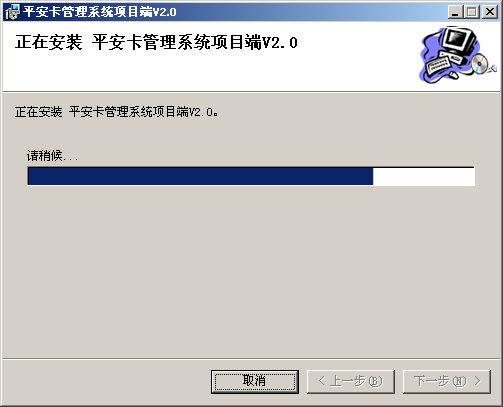 平安卡管理系统项目端V2.0
正在安装 平安卡管理系统项目端V2.0
正在安装 平安卡管理系统项目端V2.0。
请稍候...
取消
< 上一步(B)
下一步(N) >